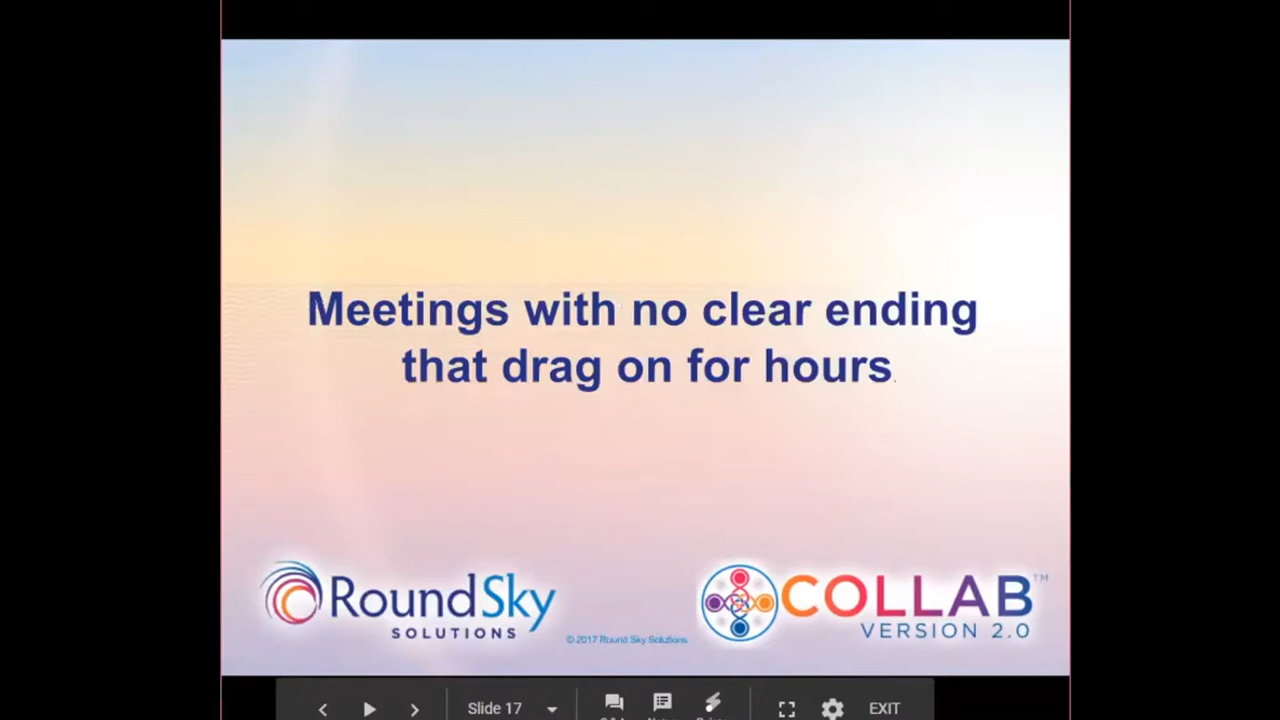 Meetings with no clear ending
that drag on for hours
RoundSky
SOLUTIONS
© 2017 Round Sky Solutions
COLLAB™
VERSION 2.0
Slide 17
EXIT